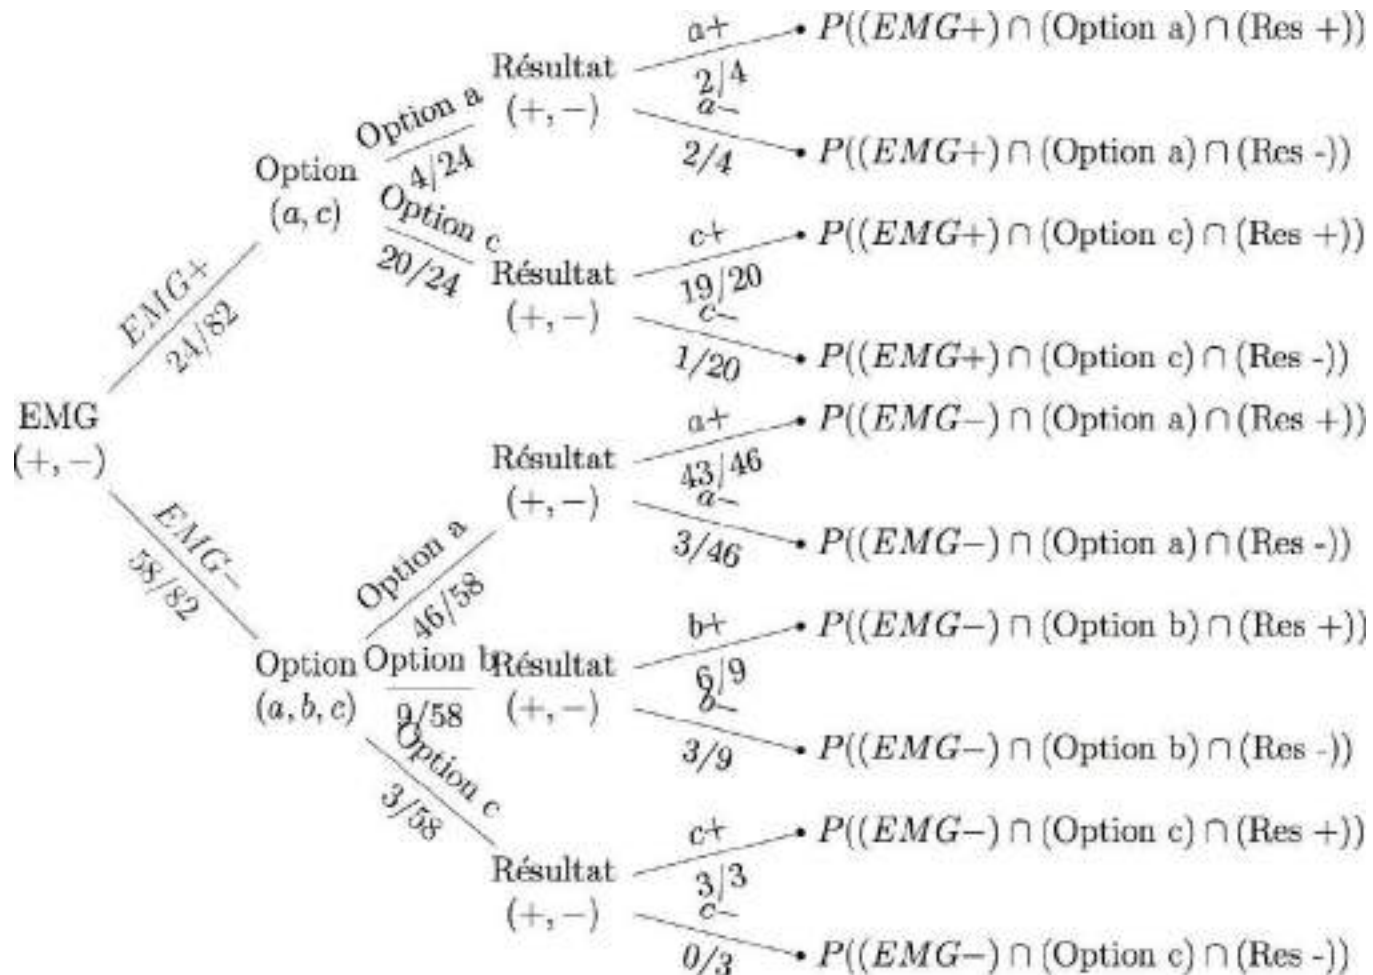 a+
P((EMG+) ∩ (Option a) ∩ (Res +))
Résultat
(+, −)
2/4
a−
P((EMG+) ∩ (Option a) ∩ (Res -))
2/4
Option a
4/24
Option
(a, c)
Option c
20/24
c+
P((EMG+) ∩ (Option c) ∩ (Res +))
Résultat
(+, −)
19/20
c−
P((EMG+) ∩ (Option c) ∩ (Res -))
1/20
EMG+
24/82
EMG
(+, −)
EMG−
58/82
a+
P((EMG−) ∩ (Option a) ∩ (Res +))
Résultat
(+, −)
43/46
a−
P((EMG−) ∩ (Option a) ∩ (Res -))
3/46
Option a
46/58
Option
(a, b, c)
Option b
9/58
b+
P((EMG−) ∩ (Option b) ∩ (Res +))
Résultat
(+, −)
6/9
b−
P((EMG−) ∩ (Option b) ∩ (Res -))
3/9
Option c
3/58
c+
P((EMG−) ∩ (Option c) ∩ (Res +))
Résultat
(+, −)
3/3
c−
P((EMG−) ∩ (Option c) ∩ (Res -))
0/3